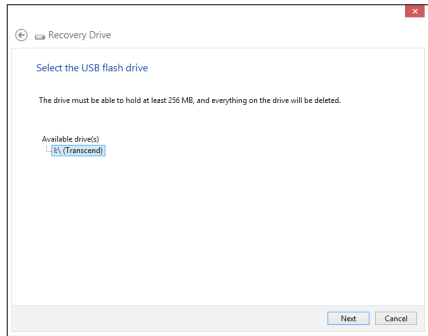 Recovery Drive
Select the USB flash drive
The drive must be able to hold at least 256 MB, and everything on the drive will be deleted.
Available drive(s)
I:\ (Transcend)
Next
Cancel